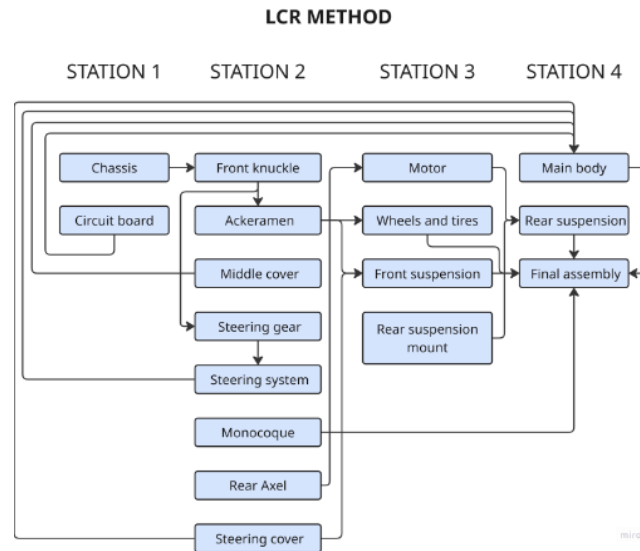 LCR METHOD
STATION 1
STATION 2
STATION 3
STATION 4
Chassis
Front knuckle
Motor
Main body
Circuit board
Ackeramen
Wheels and tires
Rear suspension
Middle cover
Front suspension
Final assembly
Steering gear
Rear suspension
mount
Steering system
Monocoque
Rear Axel
Steering cover
miro